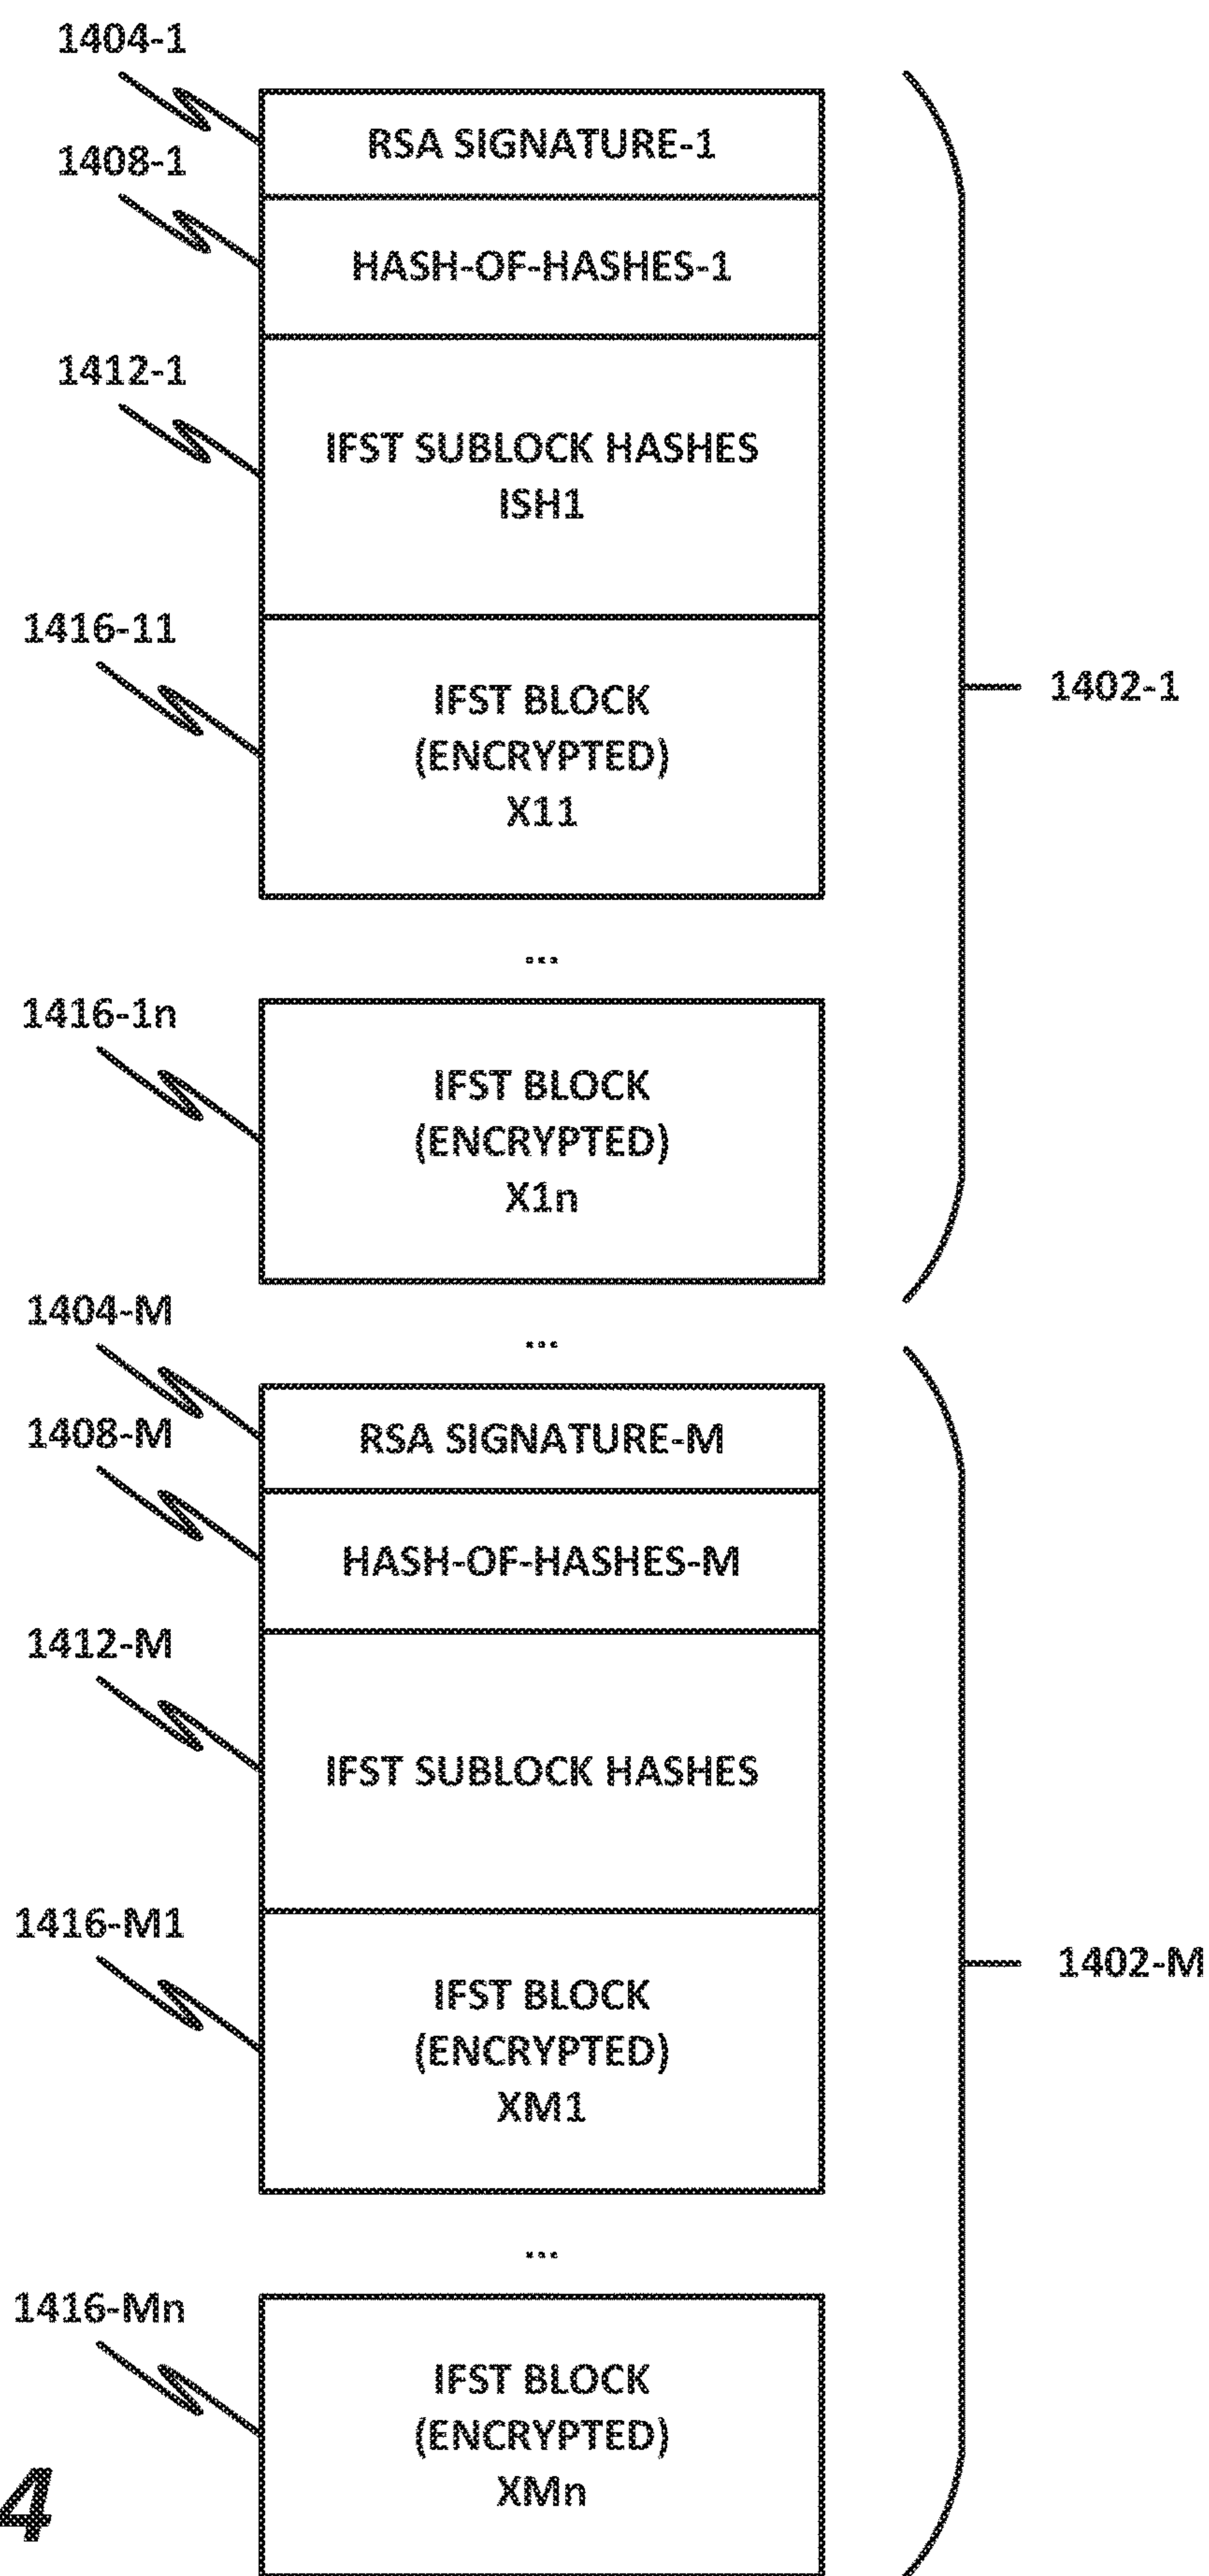 1404-1
RSA SIGNATURE-1
1408-1
HASH-OF-HASHES-1
1412-1
IFST SUBLOCK HASHES
ISH1
1416-11
IFST BLOCK
(ENCRYPTED)
X11
1402-1
...
1416-1n
IFST BLOCK
(ENCRYPTED)
X1n
1404-M
...
RSA SIGNATURE-M
1408-M
HASH-OF-HASHES-M
1412-M
IFST SUBLOCK HASHES
1416-M1
IFST BLOCK
(ENCRYPTED)
XM1
1402-M
...
1416-Mn
IFST BLOCK
(ENCRYPTED)
XMn
4